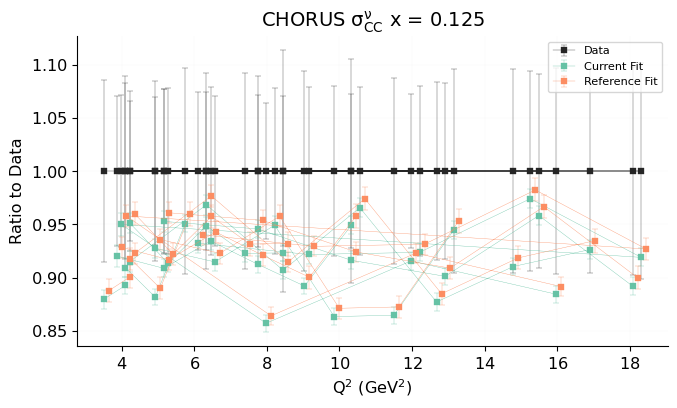 CHORUS σ^ν_CC x = 0.125
Data
Current Fit
Reference Fit
Ratio to Data
1.10
1.05
1.00
0.95
0.90
0.85
4 6 8 10 12 14 16 18
Q² (GeV²)